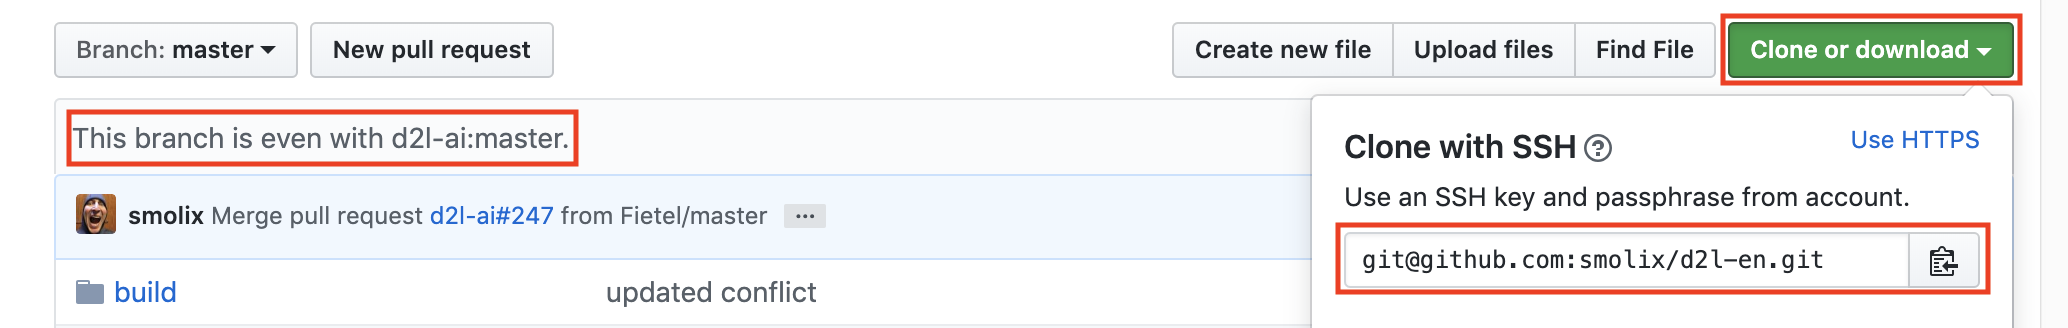 Branch: master
New pull request
Create new file
Upload files
Find File
Clone or download
This branch is even with d2l-ai:master.
Clone with SSH ?
Use HTTPS
Use an SSH key and passphrase from account.
git@github.com:smolix/d2l-en.git
smolix Merge pull request d2l-ai#247 from Fietel/master ...
build
updated conflict